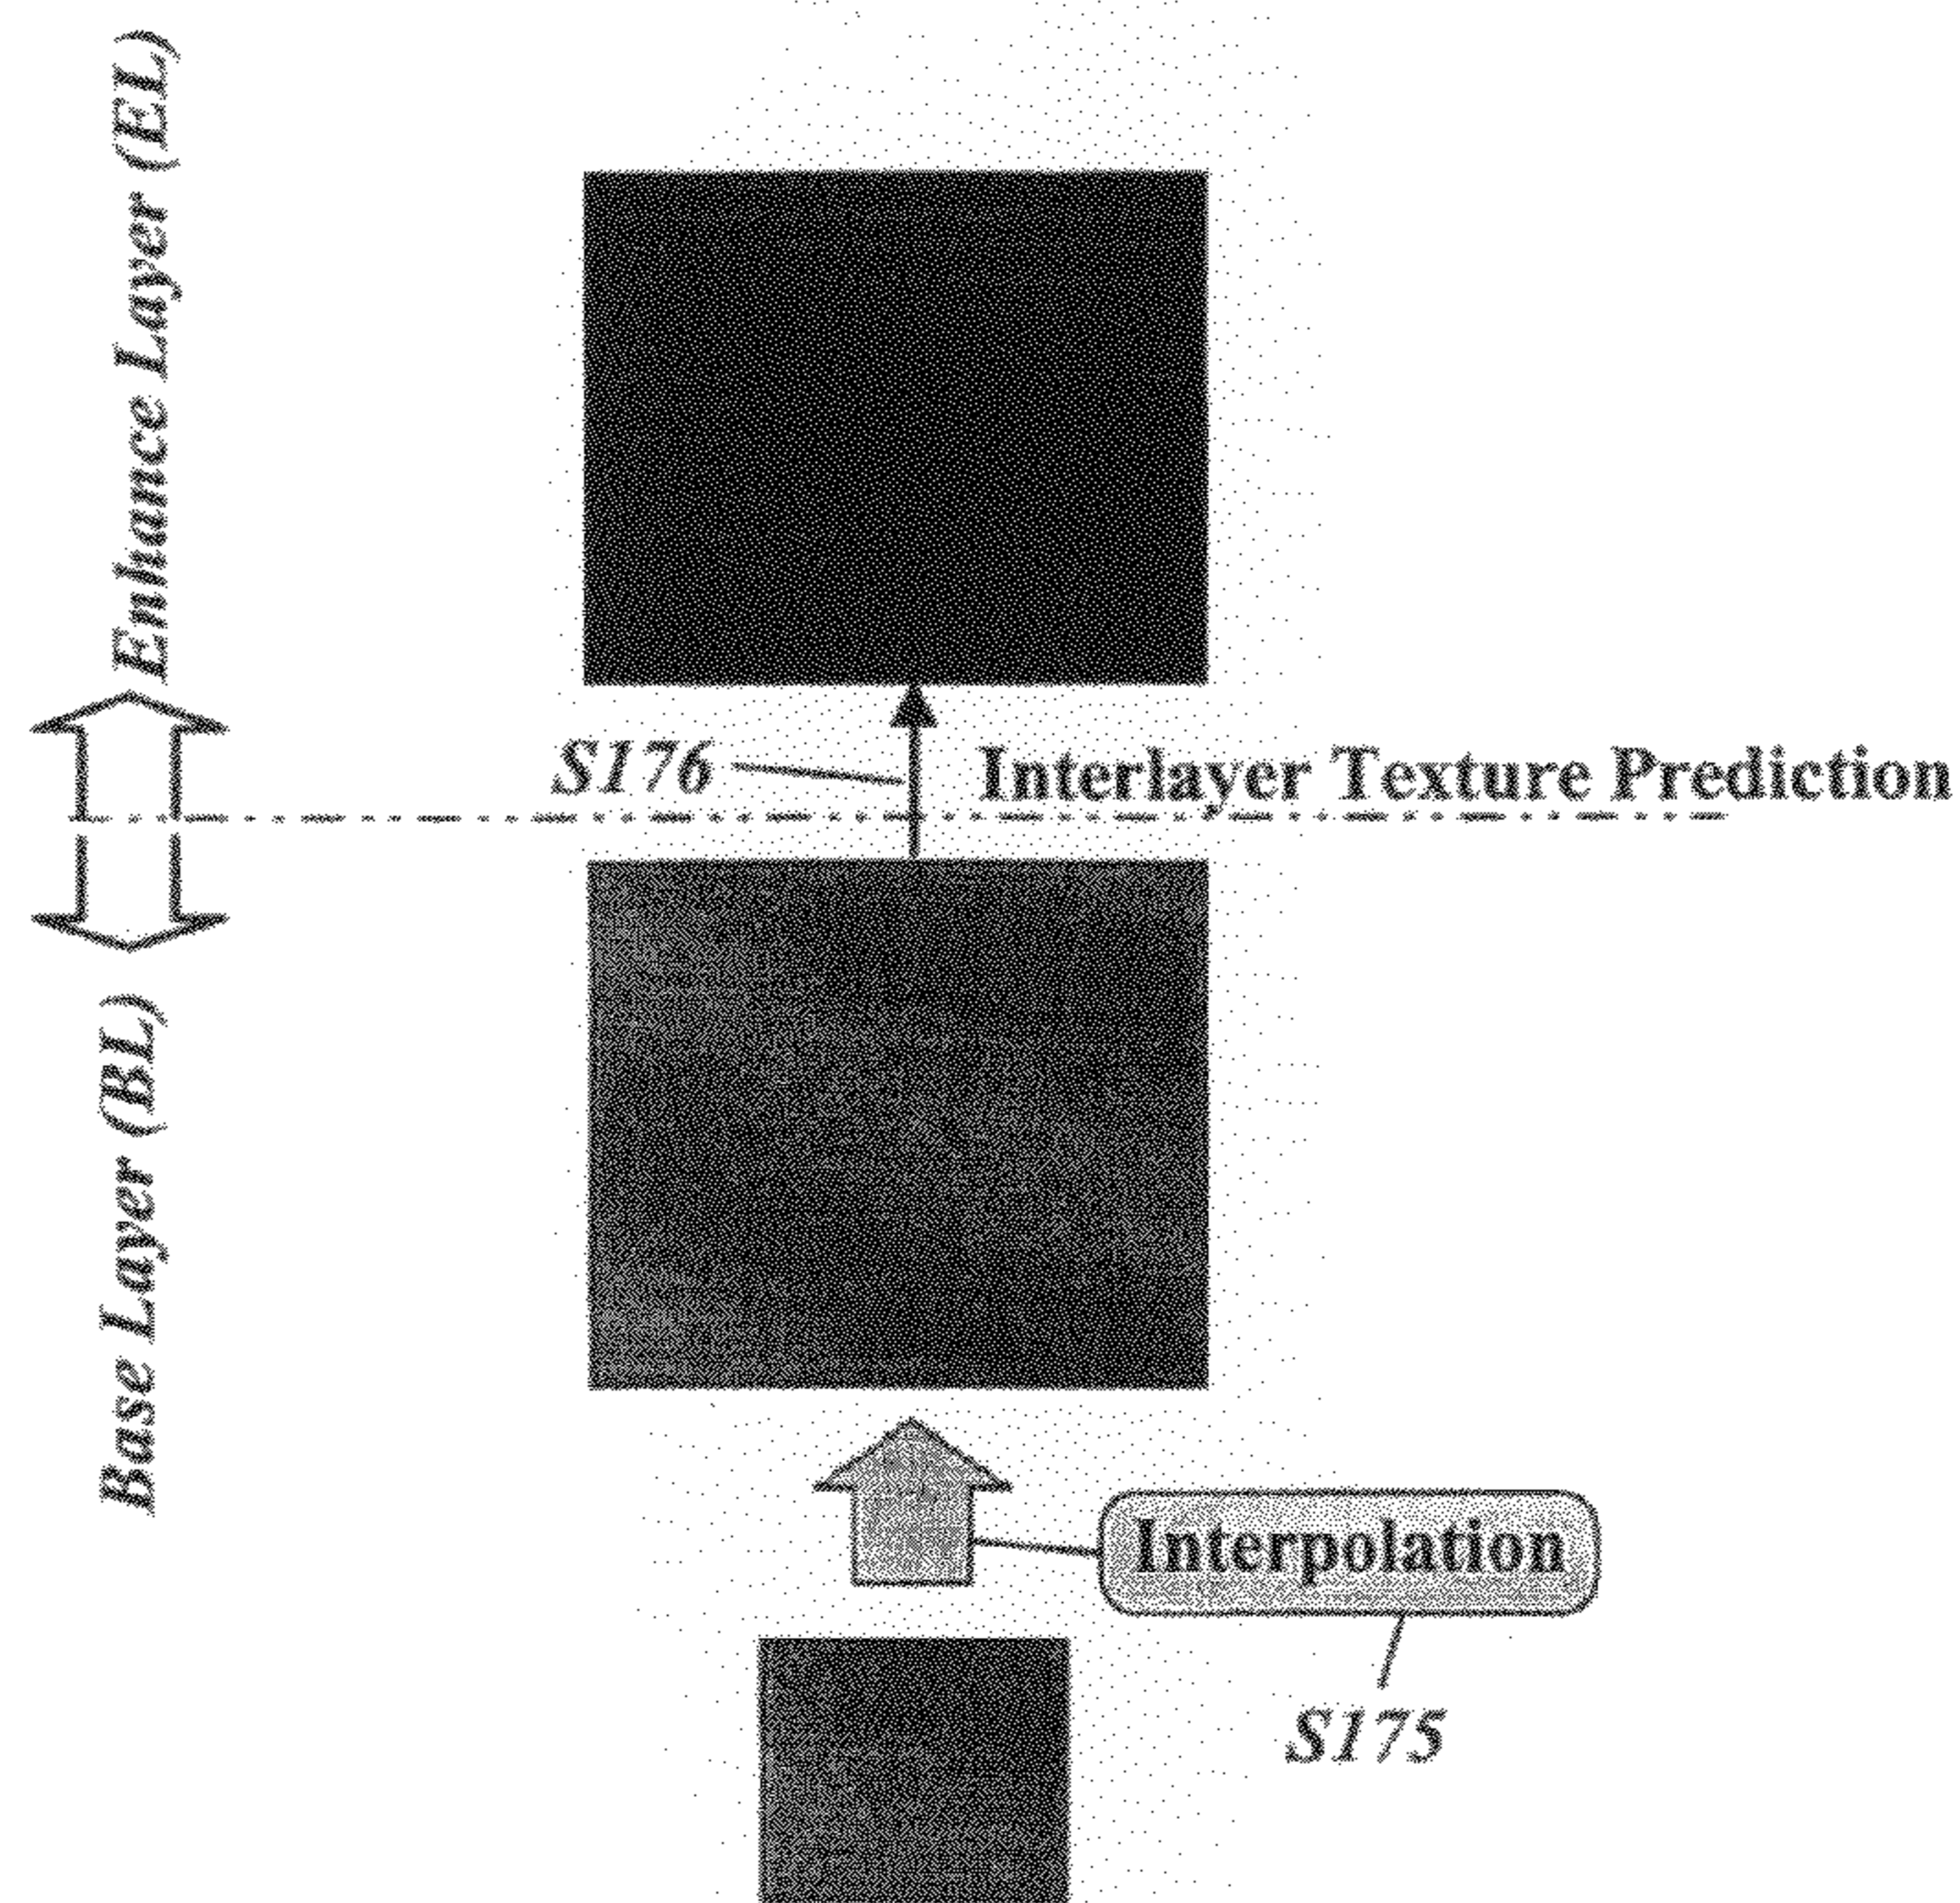 Enhance Layer (EL)
S176
Interlayer Texture Prediction
Base Layer (BL)
Interpolation
S175